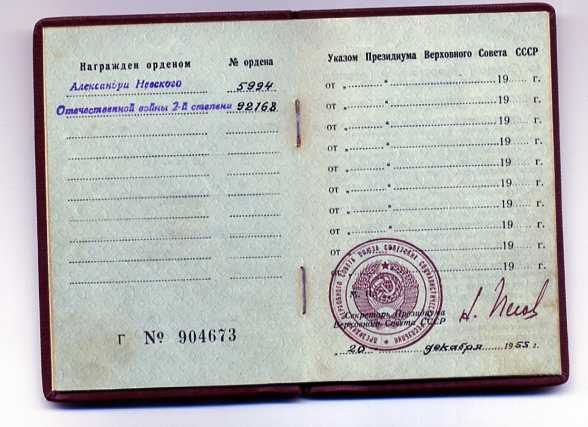 Награжден орденом
№ ордена
Александра Невского 5994
Отечественной войны 2-й степени 92168
Г № 904673
Указом Президиума Верховного Совета СССР
от „ " 19 г.
от „ " 19 г.
от „ " 19 г.
от „ " 19 г.
от „ " 19 г.
от „ " 19 г.
от „ " 19 г.
от „ " 19 г.
от „ " 19 г.
от 19 г.
М. П.
Секретарь Президиума
Верховного Совета СССР
„20 " декабря 1955 г.